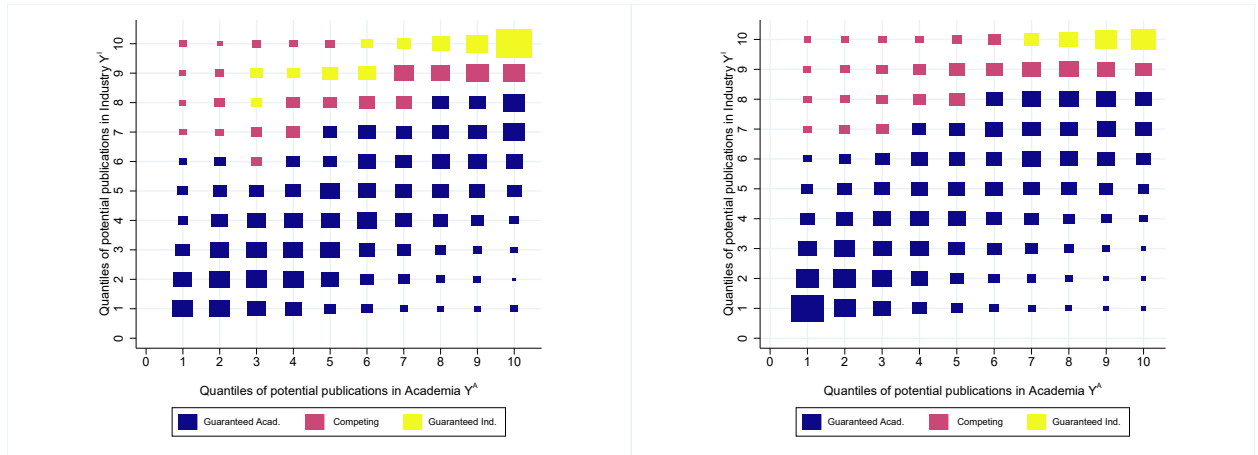 Quantiles of potential publications in Industry Y^I
10
9
8
7
6
5
4
3
2
1
0
0 1 2 3 4 5 6 7 8 9 10
Quantiles of potential publications in Academia Y^A
Guaranteed Acad. Competing Guaranteed Ind.
Quantiles of potential publications in Industry Y^I
10
9
8
7
6
5
4
3
2
1
0
0 1 2 3 4 5 6 7 8 9 10
Quantiles of potential publications in Academia Y^A
Guaranteed Acad. Competing Guaranteed Ind.